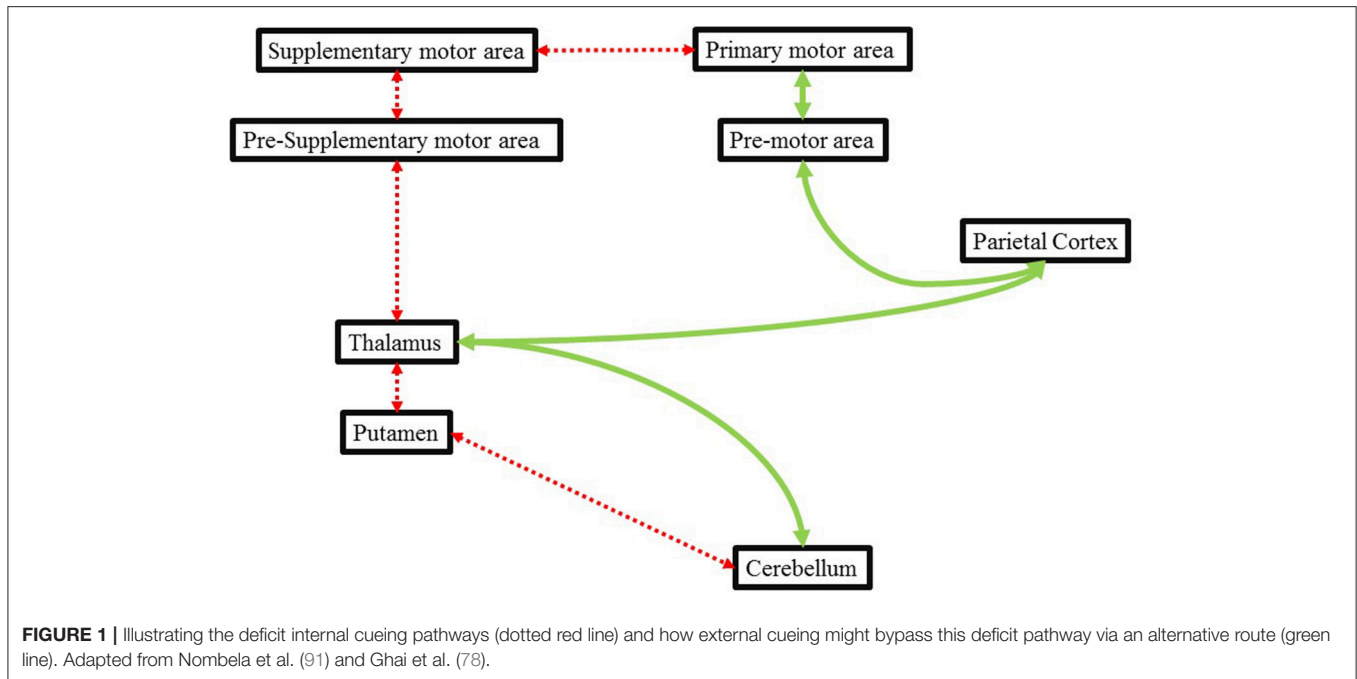 Supplementary motor area
Primary motor area
Pre-Supplementary motor area
Pre-motor area
Parietal Cortex
Thalamus
Putamen
Cerebellum
FIGURE 1 | Illustrating the deficit internal cueing pathways (dotted red line) and how external cueing might bypass this deficit pathway via an alternative route (green
line). Adapted from Nombela et al. (91) and Ghai et al. (78).